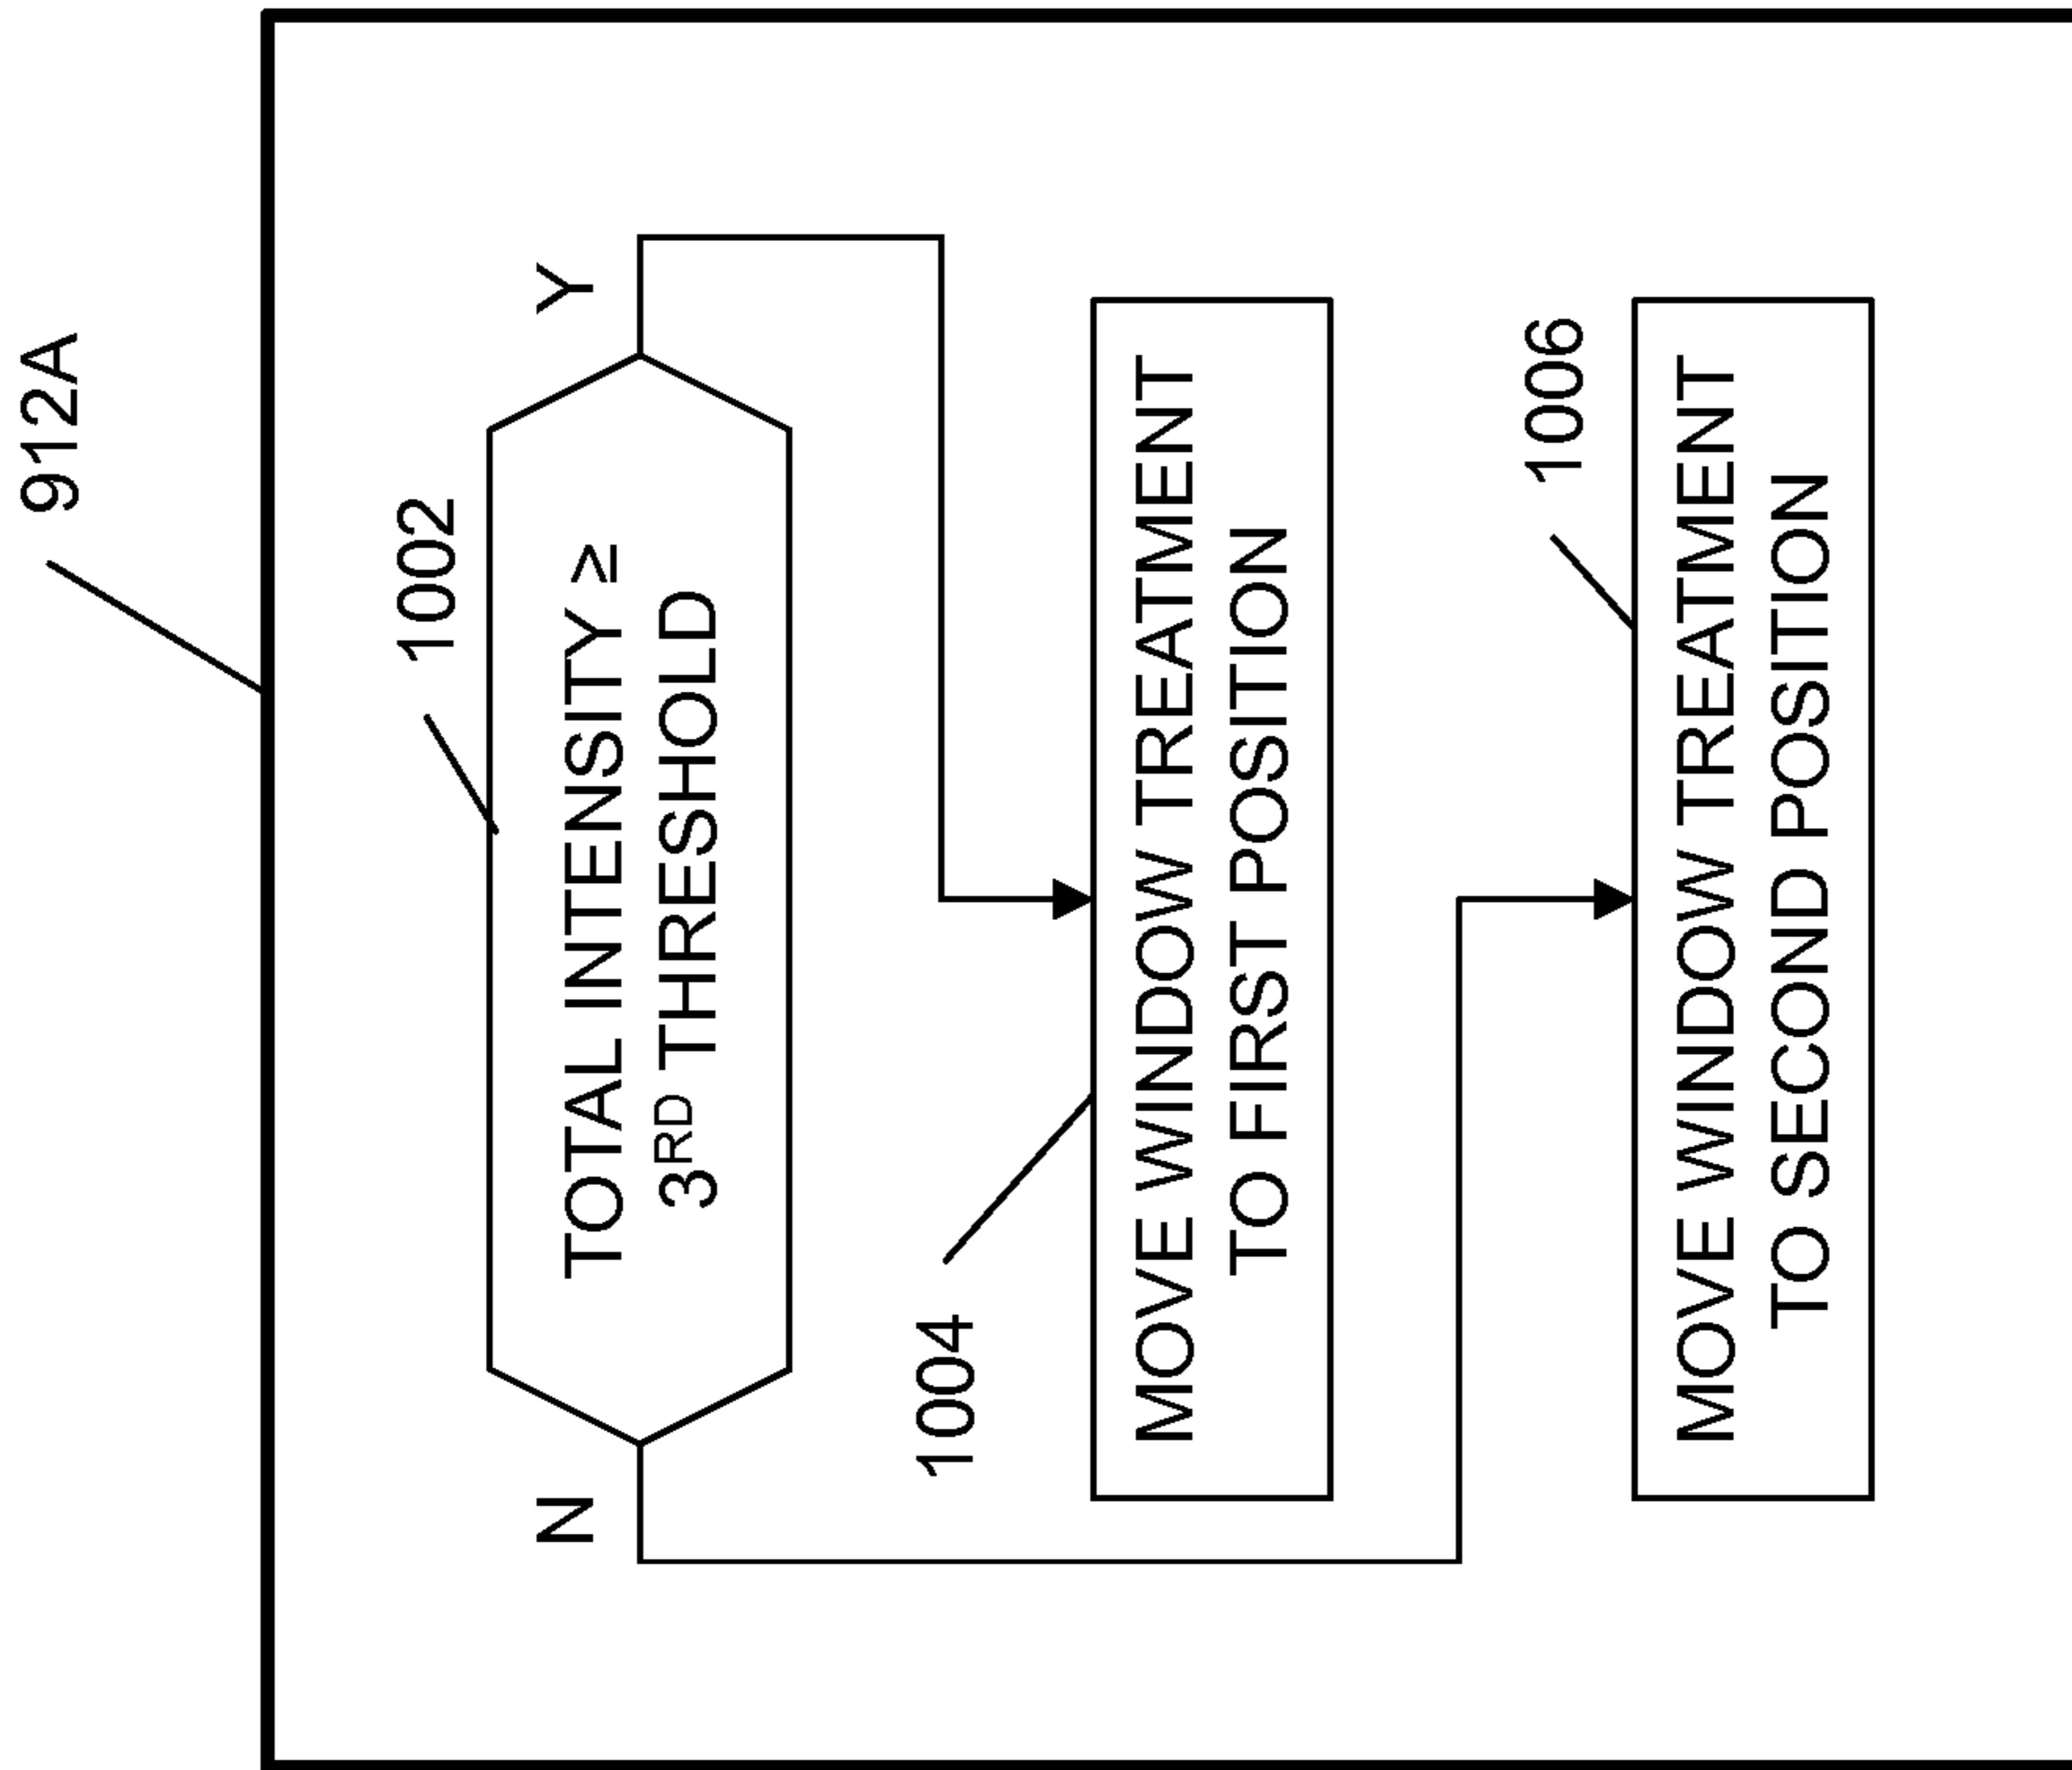 912A
1002
TOTAL INTENSITY ≥
3RD THRESHOLD
N
Y
1004
MOVE WINDOW TREATMENT
TO FIRST POSITION
1006
MOVE WINDOW TREATMENT
TO SECOND POSITION